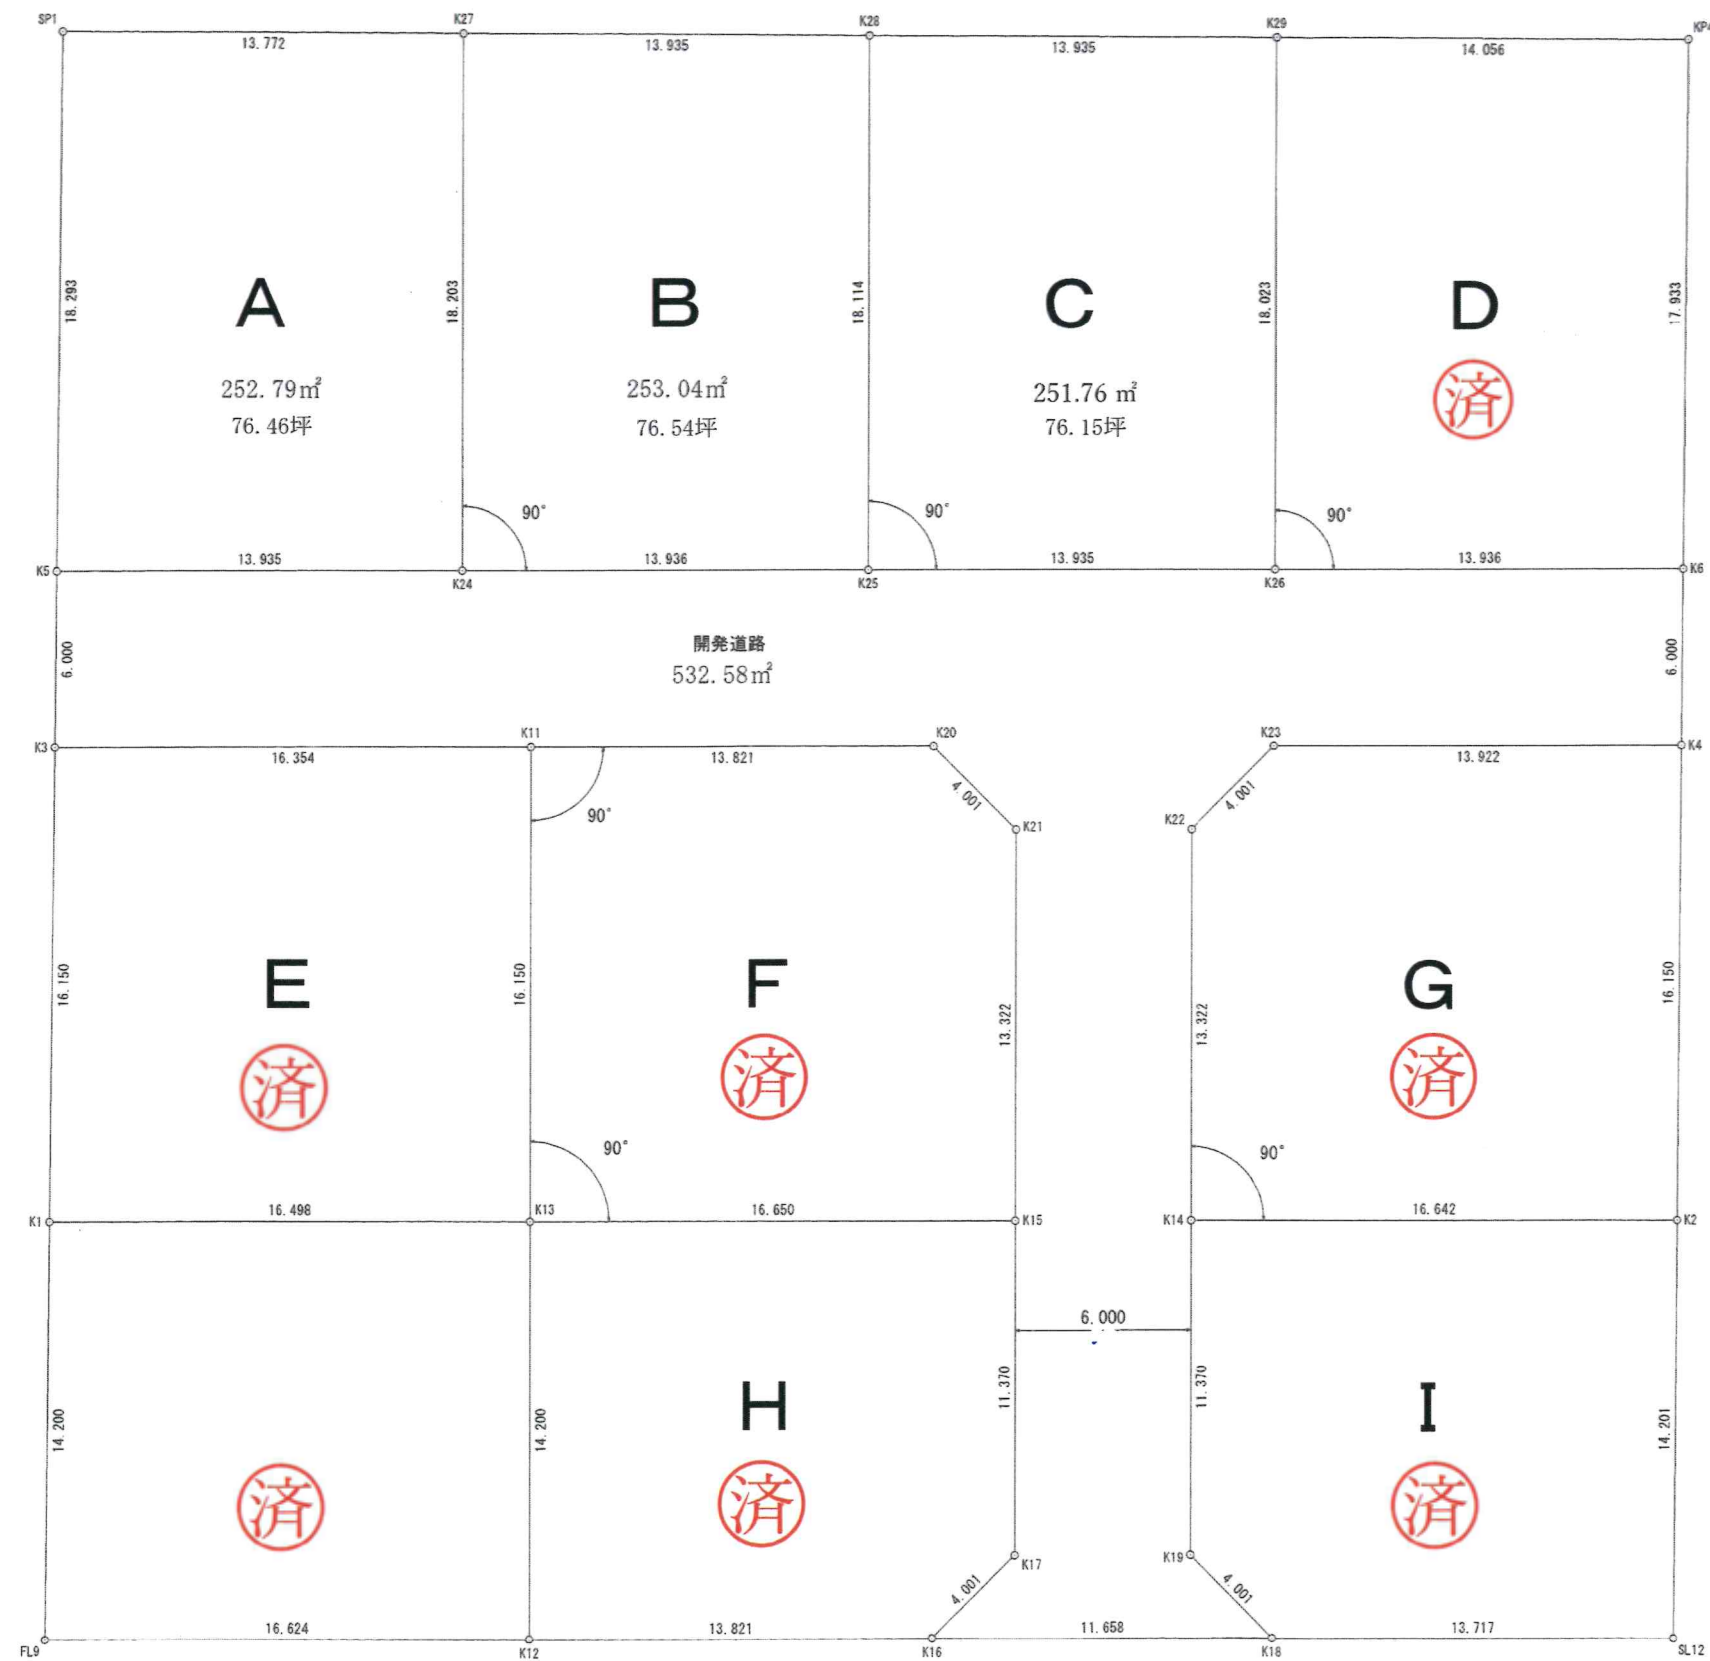 SP1
K27
K28
K29
KP4
13.772
13.935
13.935
14.056
18.293
18.203
18.114
18.023
17.933
A
B
C
D
252.79㎡
76.46坪
253.04㎡
76.54坪
251.76 ㎡
76.15坪
済
90°
90°
90°
13.935
13.936
13.935
13.936
K5
K24
K25
K26
K6
6.000
開発道路
532.58㎡
6.000
K3
K11
K20
K23
K4
16.354
13.821
13.922
4.001
4.001
90°
K21
K22
16.150
16.150
13.322
13.322
16.150
E
F
G
済
済
済
90°
90°
16.498
16.650
16.642
K1
K13
K15
K14
K2
6.000
14.200
14.200
11.370
11.370
14.201
H
I
済
済
済
K17
K19
4.001
4.001
16.624
13.821
11.658
13.717
FL9
K12
K16
K18
SL12